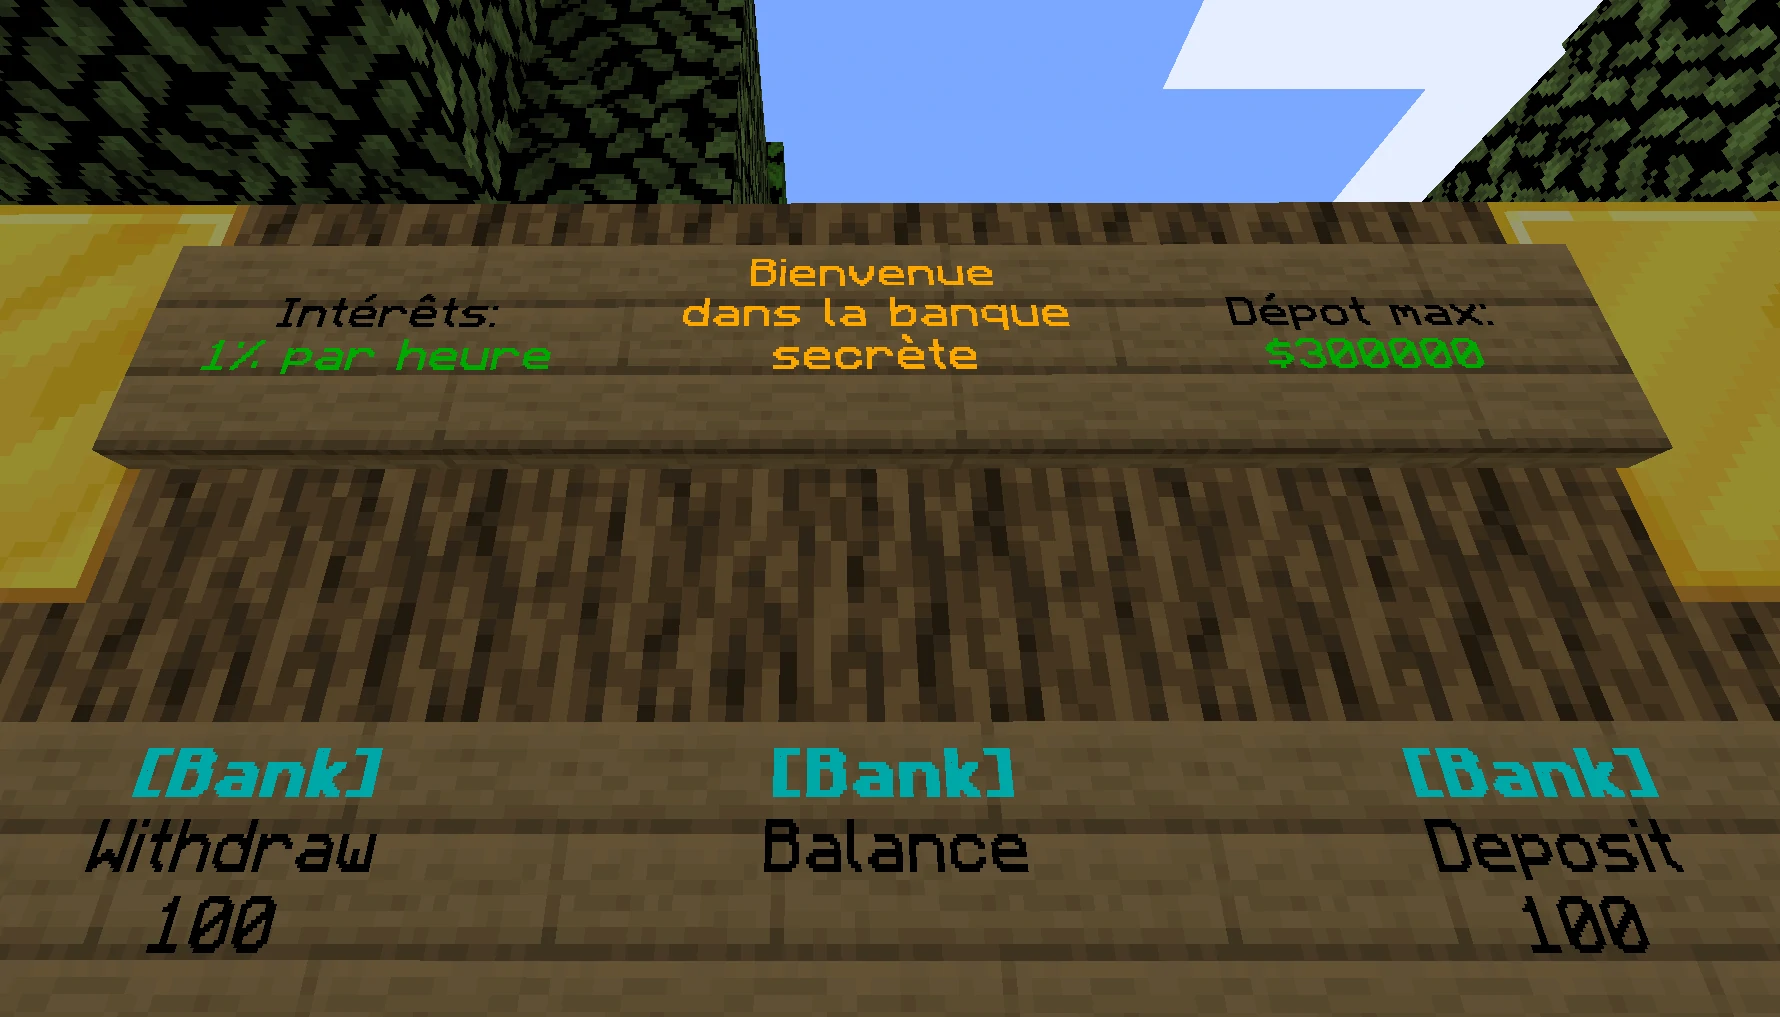 Intérêts:
1% par heure
Bienvenue
dans la banque
secrète
Dépot max:
$300000
[Bank]
Withdraw
100
[Bank]
Balance
[Bank]
Deposit
100